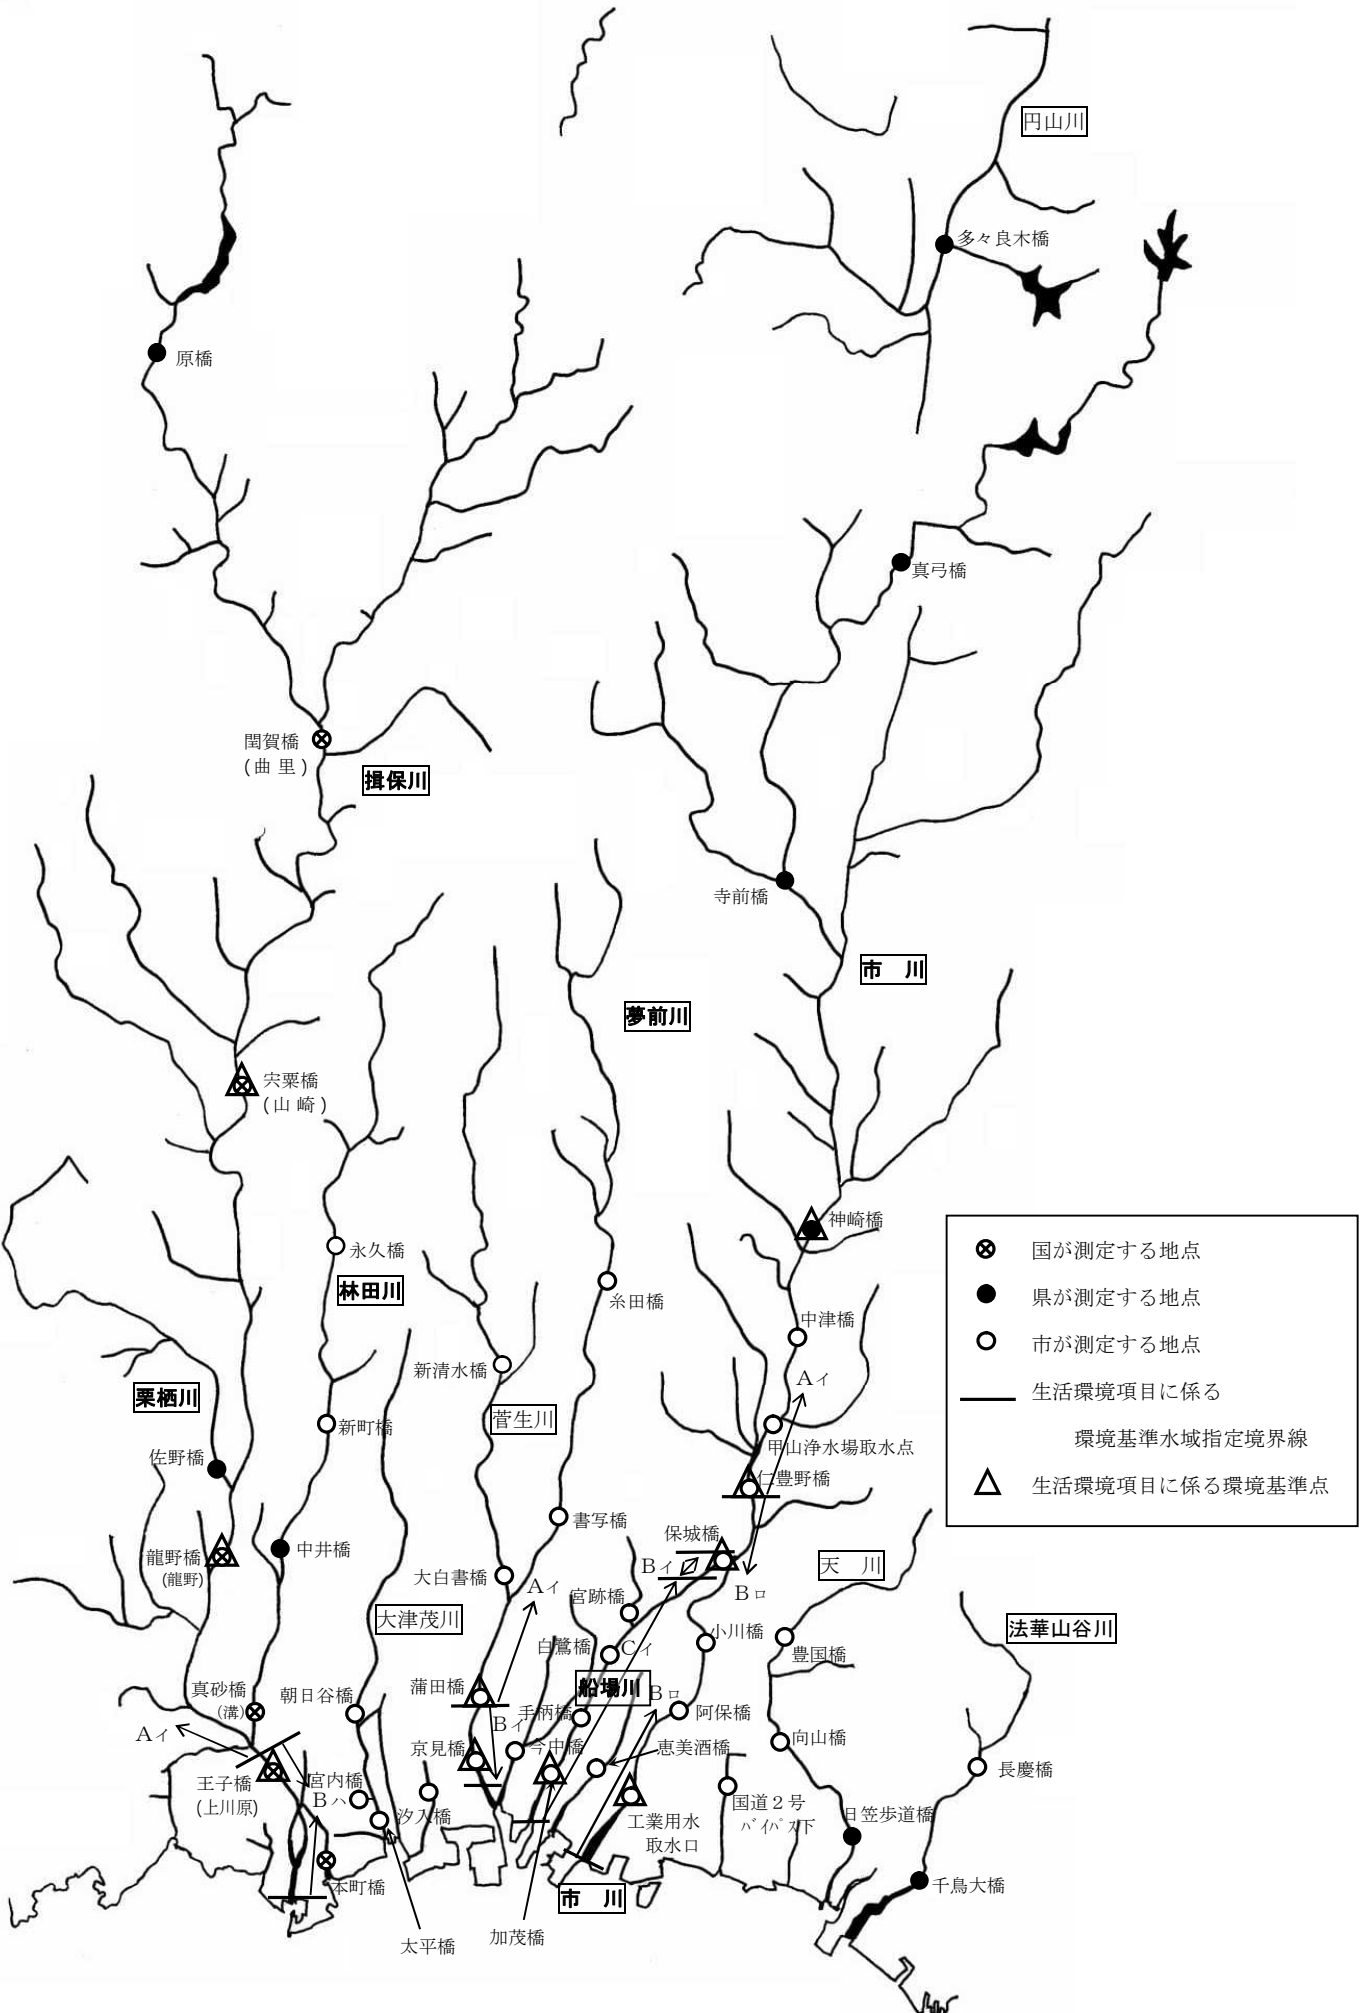 円山川
多々良木橋
原橋
真弓橋
閏賀橋
(曲里)
揖保川
寺前橋
市　川
夢前川
宍粟橋
(山崎)
神崎橋
永久橋
林田川
糸田橋
中津橋
新清水橋
Aイ
栗栖川
菅生川
新町橋
甲山浄水場取水点
佐野橋
仁豊野橋
書写橋
保城橋
龍野橋
(龍野)
中井橋
Bイ
天　川
大白書橋
Aイ
Bロ
宮跡橋
大津茂川
小川橋
法華山谷川
白鷺橋
Cイ
豊国橋
蒲田橋
船場川
真砂橋
(溝)
朝日谷橋
Bロ
手柄橋
阿保橋
Bイ
Aイ
向山橋
京見橋
今中橋
恵美酒橋
長慶橋
王子橋
(上川原)
宮内橋
Bハ
国道２号
ﾊﾞｲﾊﾟｽ下
汐入橋
日笠歩道橋
工業用水
取水口
本町橋
千鳥大橋
市　川
太平橋
加茂橋
国が測定する地点
県が測定する地点
市が測定する地点
生活環境項目に係る
環境基準水域指定境界線
生活環境項目に係る環境基準点